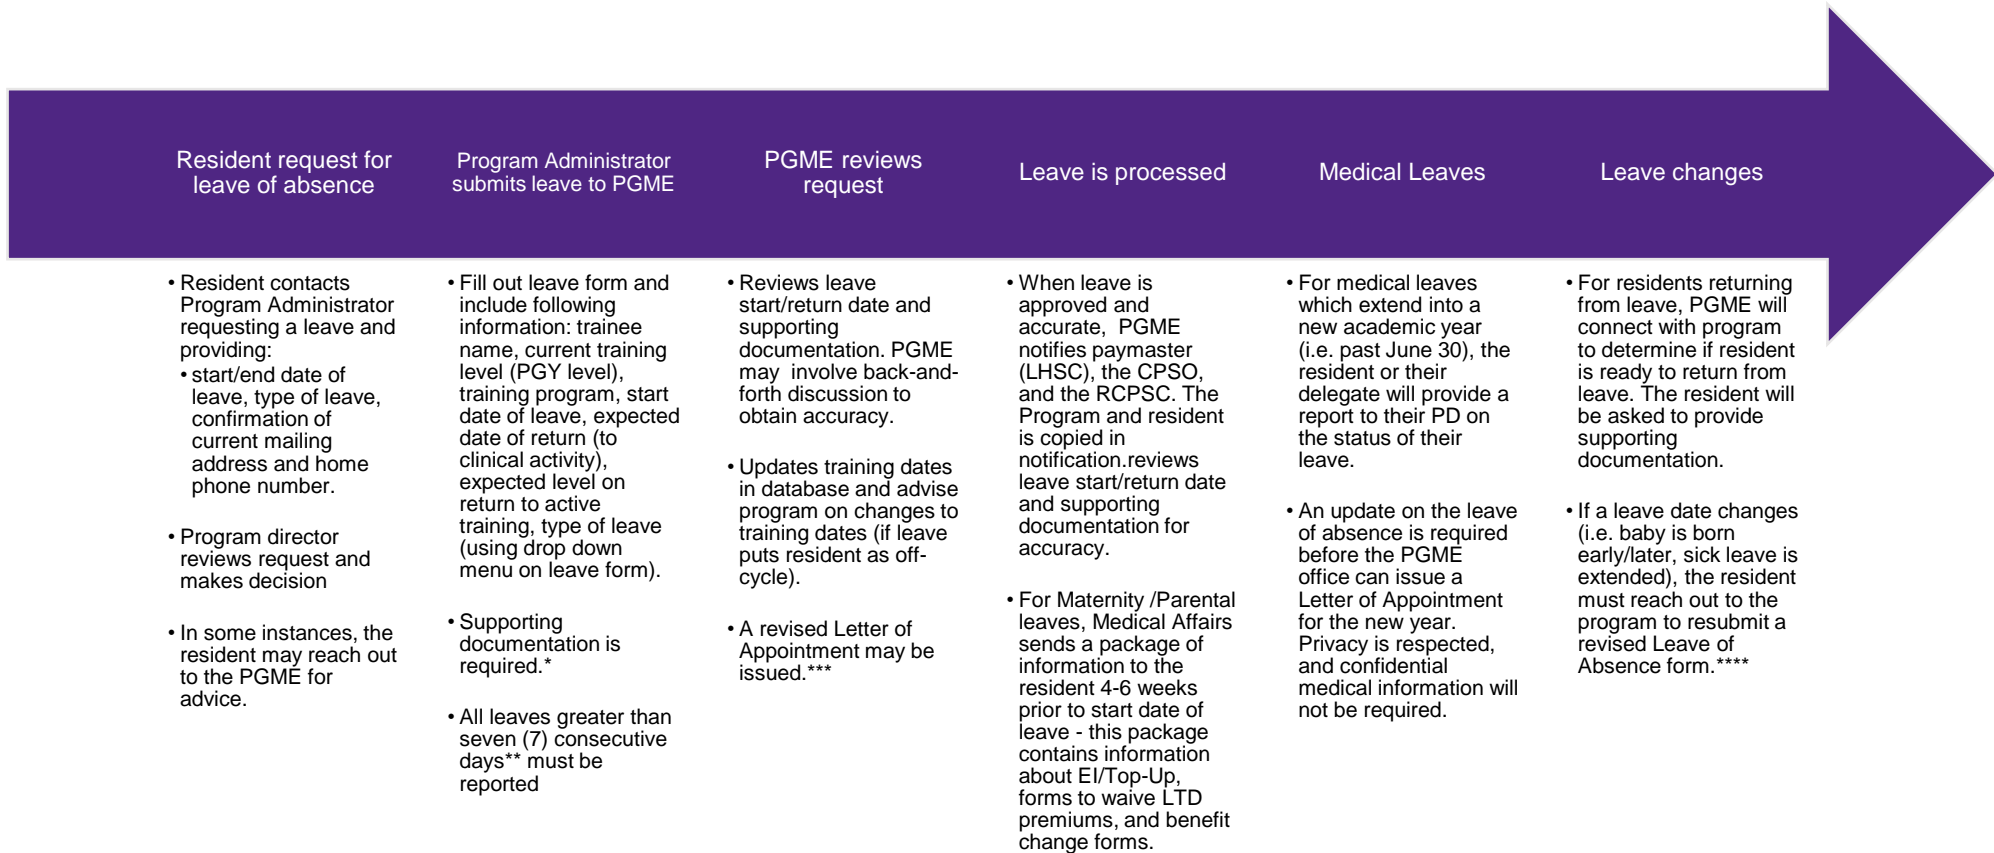 Resident request for
leave of absence
Program Administrator
submits leave to PGME
PGME reviews
request
Leave is processed
Medical Leaves
Leave changes
• Resident contacts
Program Administrator
requesting a leave and
providing:
• start/end date of
leave, type of leave,
confirmation of
current mailing
address and home
phone number.
• Program director
reviews request and
makes decision
• In some instances, the
resident may reach out
to the PGME for
advice.
• Fill out leave form and
include following
information: trainee
name, current training
level (PGY level),
training program, start
date of leave, expected
date of return (to
clinical activity),
expected level on
return to active
training, type of leave
(using drop down
menu on leave form).
• Supporting
documentation is
required.*
• All leaves greater than
seven (7) consecutive
days** must be
reported
• Reviews leave
start/return date and
supporting
documentation. PGME
may  involve back-and-
forth discussion to
obtain accuracy.
• Updates training dates
in database and advise
program on changes to
training dates (if leave
puts resident as off-
cycle).
• A revised Letter of
Appointment may be
issued.***
• When leave is
approved and
accurate,  PGME
notifies paymaster
(LHSC), the CPSO,
and the RCPSC. The
Program and resident
is copied in
notification.reviews
leave start/return date
and supporting
documentation for
accuracy.
• For Maternity /Parental
leaves, Medical Affairs
sends a package of
information to the
resident 4-6 weeks
prior to start date of
leave - this package
contains information
about EI/Top-Up,
forms to waive LTD
premiums, and benefit
change forms.
• For medical leaves
which extend into a
new academic year
(i.e. past June 30), the
resident or their
delegate will provide a
report to their PD on
the status of their
leave.
• An update on the leave
of absence is required
before the PGME
office can issue a
Letter of Appointment
for the new year.
Privacy is respected,
and confidential
medical information will
not be required.
• For residents returning
from leave, PGME will
connect with program
to determine if resident
is ready to return from
leave. The resident will
be asked to provide
supporting
documentation.
• If a leave date changes
(i.e. baby is born
early/later, sick leave is
extended), the resident
must reach out to the
program to resubmit a
revised Leave of
Absence form.****